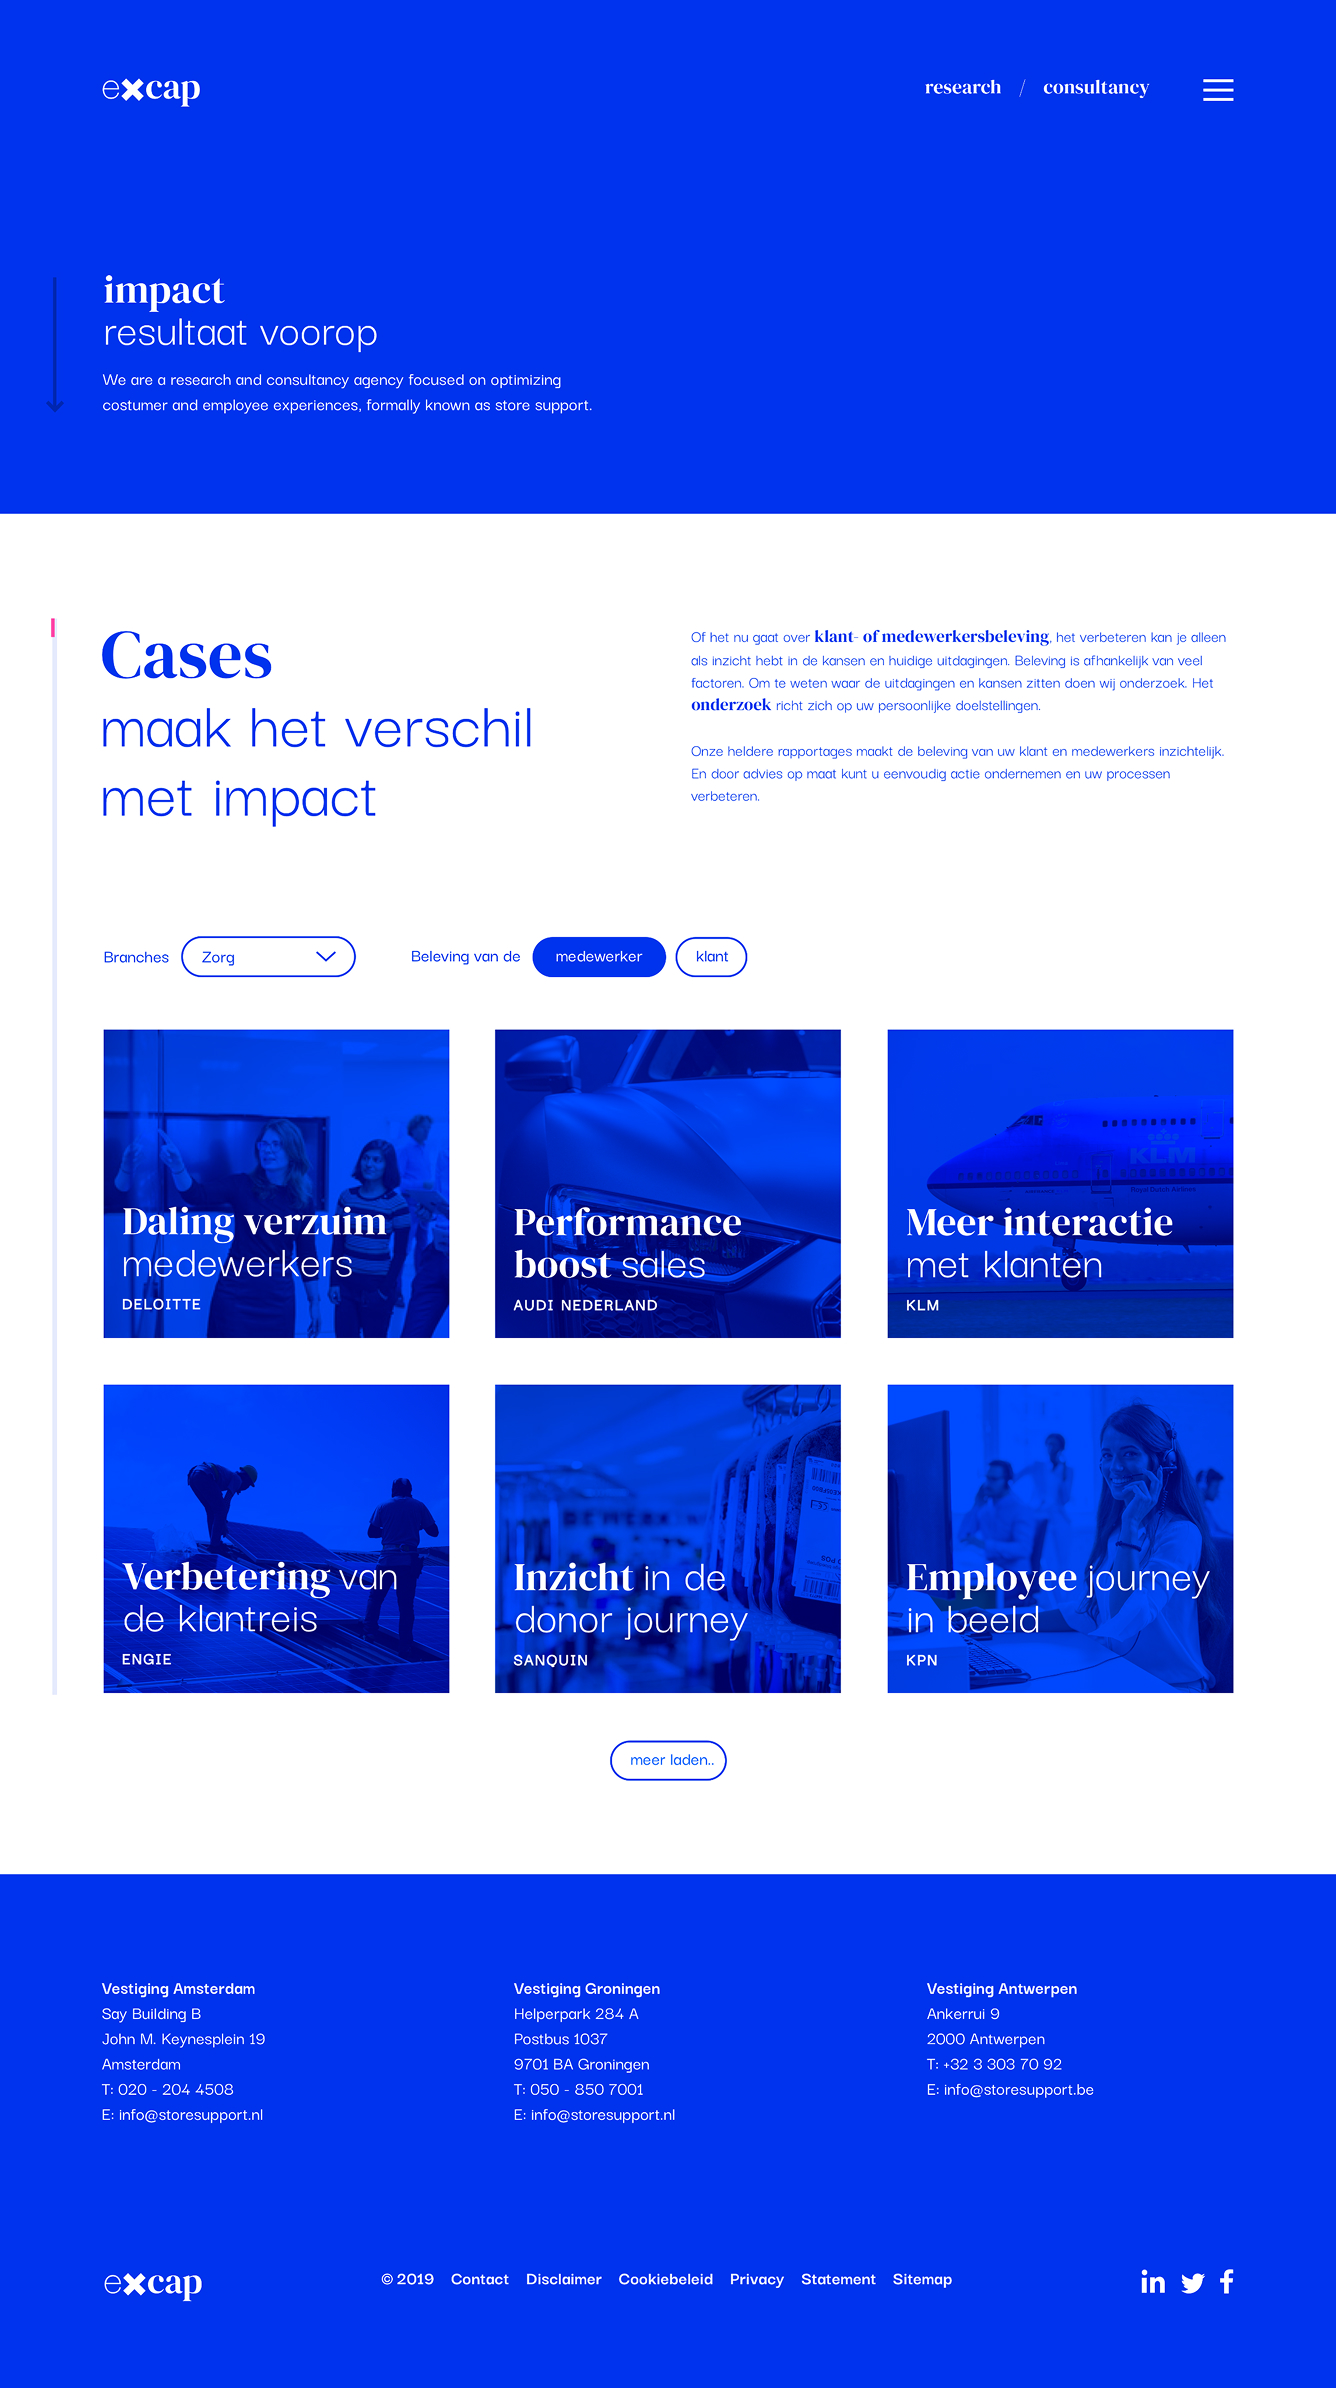 excap
research / consultancy
impact
resultaat voorop
We are a research and consultancy agency focused on optimizing
costumer and employee experiences, formally known as store support.
Cases
maak het verschil
met impact
Of het nu gaat over klant- of medewerkersbeleving, het verbeteren kan je alleen
als inzicht hebt in de kansen en huidige uitdagingen. Beleving is afhankelijk van veel
factoren. Om te weten waar de uitdagingen en kansen zitten doen wij onderzoek. Het
onderzoek richt zich op uw persoonlijke doelstellingen.
Onze heldere rapportages maakt de beleving van uw klant en medewerkers inzichtelijk.
En door advies op maat kunt u eenvoudig actie ondernemen en uw processen
verbeteren.
Branches Zorg
Beleving van de medewerker klant
Daling verzuim
medewerkers
DELOITTE
Performance
boost sales
AUDI NEDERLAND
KLM
Royal Dutch Airlines
Meer interactie
met klanten
KLM
Verbetering van
de klantreis
ENGIE
Inzicht in de
donor journey
SANQUIN
Employee journey
in beeld
KPN
meer laden..
Vestiging Amsterdam
Say Building B
John M. Keynesplein 19
Amsterdam
T: 020 - 204 4508
E: info@storesupport.nl
Vestiging Groningen
Helperpark 284 A
Postbus 1037
9701 BA Groningen
T: 050 - 850 7001
E: info@storesupport.nl
Vestiging Antwerpen
Ankerrui 9
2000 Antwerpen
T: +32 3 303 70 92
E: info@storesupport.be
excap
© 2019 Contact Disclaimer Cookiebeleid Privacy Statement Sitemap